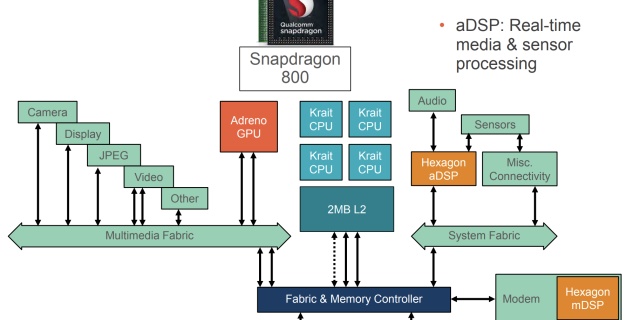 Qualcomm
snapdragon
• aDSP: Real-time
media & sensor
processing
Snapdragon
800
Camera
Display
JPEG
Video
Other
Adreno
GPU
Krait
CPU
Krait
CPU
Krait
CPU
Krait
CPU
2MB L2
Audio
Sensors
Hexagon
aDSP
Misc.
Connectivity
Multimedia Fabric
System Fabric
Fabric & Memory Controller
Modem
Hexagon
mDSP